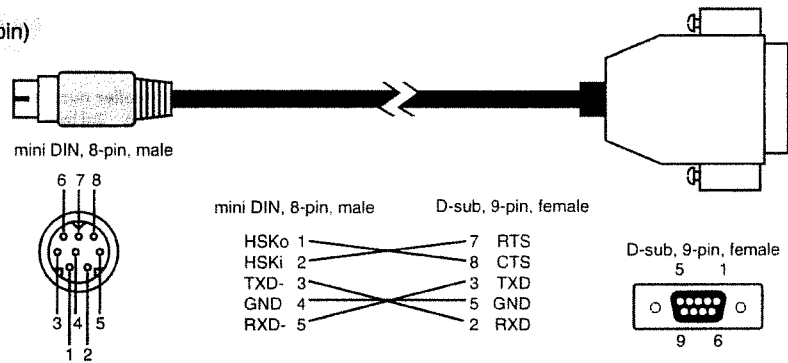 pin)
mini DIN, 8-pin, male
6 7 8
3 4 5
1 2
mini DIN, 8-pin, male D-sub, 9-pin, female
HSKo 1 7 RTS
HSKi 2 8 CTS
TXD- 3 3 TXD
GND 4 5 GND
RXD- 5 2 RXD
D-sub, 9-pin, female
5 1
9 6